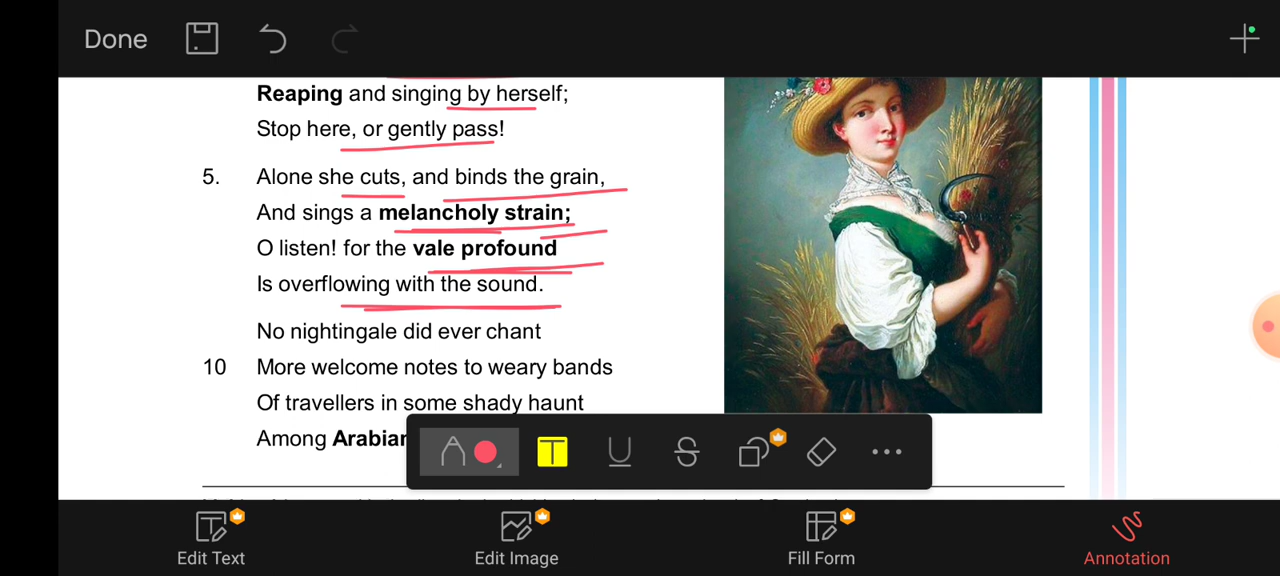 Done
Reaping and singing by herself;
Stop here, or gently pass!
5. Alone she cuts, and binds the grain,
And sings a melancholy strain;
O listen! for the vale profound
Is overflowing with the sound.
No nightingale did ever chant
10 More welcome notes to weary bands
Of travellers in some shady haunt
Among Arabian
Edit Text
Edit Image
Fill Form
Annotation